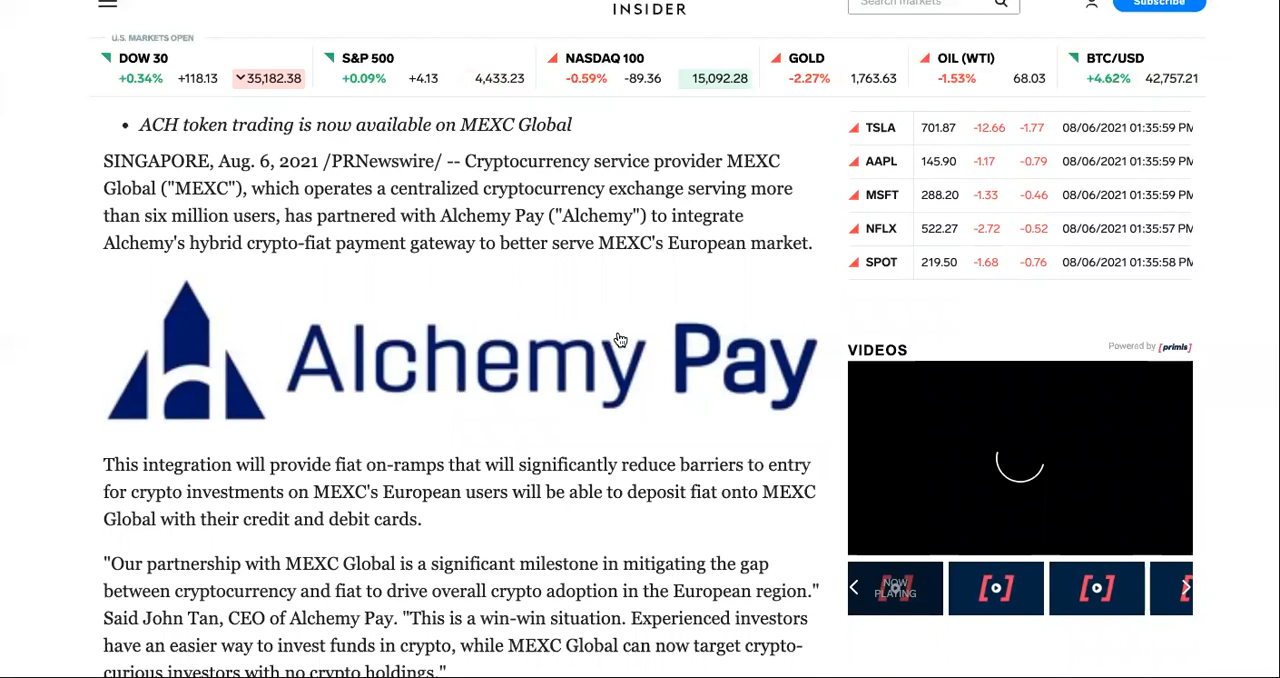 INSIDER
Search markets
Subscribe
U.S. MARKETS OPEN
DOW 30
+0.34% +118.13 35,182.38
S&P 500
+0.09% +4.13 4,433.23
NASDAQ 100
-0.59% -89.36 15,092.28
GOLD
-2.27% 1,763.63
OIL (WTI)
-1.53% 68.03
BTC/USD
+4.62% 42,757.21
• ACH token trading is now available on MEXC Global
SINGAPORE, Aug. 6, 2021 /PRNewswire/ -- Cryptocurrency service provider MEXC
Global ("MEXC"), which operates a centralized cryptocurrency exchange serving more
than six million users, has partnered with Alchemy Pay ("Alchemy") to integrate
Alchemy's hybrid crypto-fiat payment gateway to better serve MEXC's European market.
Alchemy Pay
This integration will provide fiat on-ramps that will significantly reduce barriers to entry
for crypto investments on MEXC's European users will be able to deposit fiat onto MEXC
Global with their credit and debit cards.
"Our partnership with MEXC Global is a significant milestone in mitigating the gap
between cryptocurrency and fiat to drive overall crypto adoption in the European region."
Said John Tan, CEO of Alchemy Pay. "This is a win-win situation. Experienced investors
have an easier way to invest funds in crypto, while MEXC Global can now target crypto-
curious investors with no crypto holdings."
TSLA 701.87 -12.66 -1.77 08/06/2021 01:35:59 PM
AAPL 145.90 -1.17 -0.79 08/06/2021 01:35:59 PM
MSFT 288.20 -1.33 -0.46 08/06/2021 01:35:59 PM
NFLX 522.27 -2.72 -0.52 08/06/2021 01:35:57 PM
SPOT 219.50 -1.68 -0.76 08/06/2021 01:35:58 PM
VIDEOS
Powered by [primis]
NOW
PLAYING